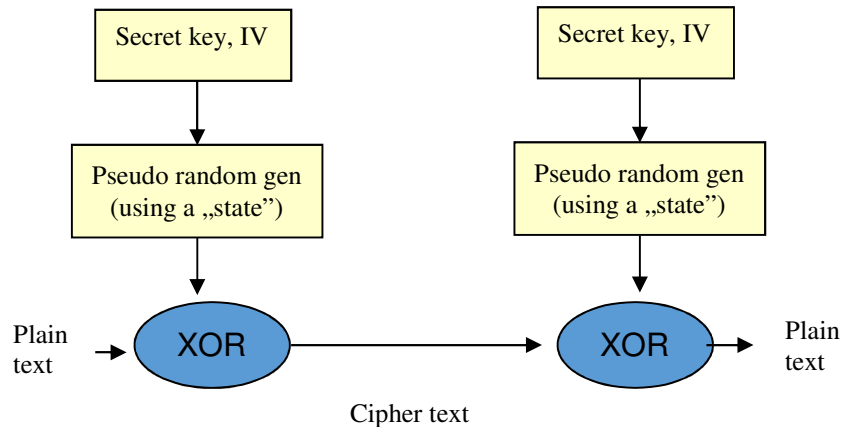 Secret key, IV
Secret key, IV
Pseudo random gen
(using a „state”)
Pseudo random gen
(using a „state”)
Plain
text
XOR
XOR
Plain
text
Cipher text